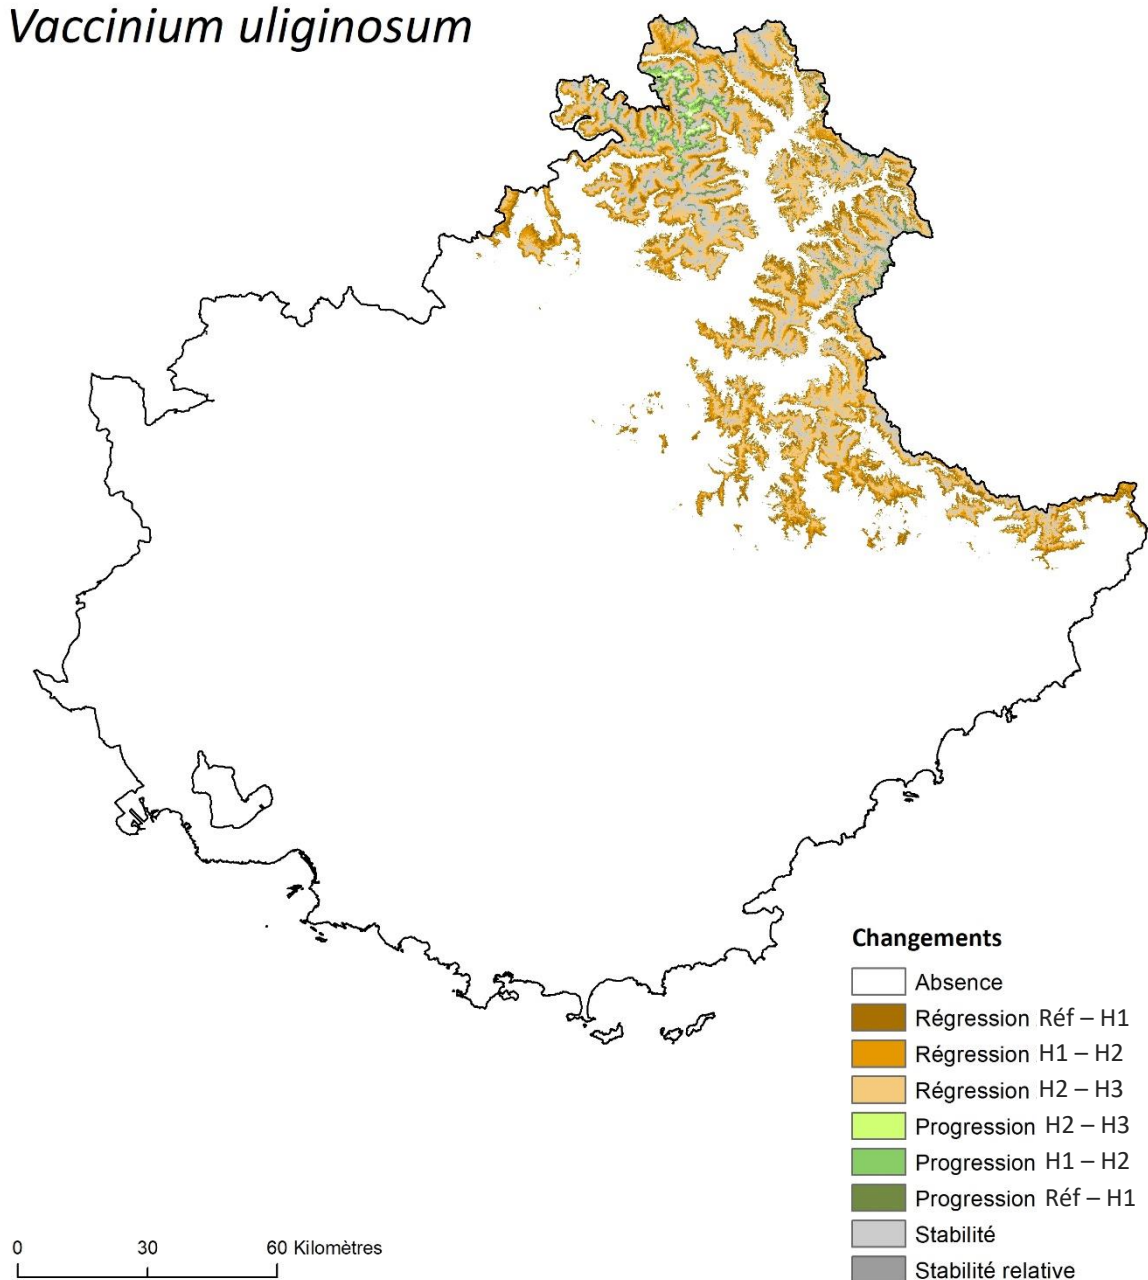 Vaccinium uliginosum
Changements
Absence
Régression Réf – H1
Régression H1 – H2
Régression H2 – H3
Progression H2 – H3
Progression H1 – H2
Progression Réf – H1
Stabilité
Stabilité relative
0 30 60 Kilomètres